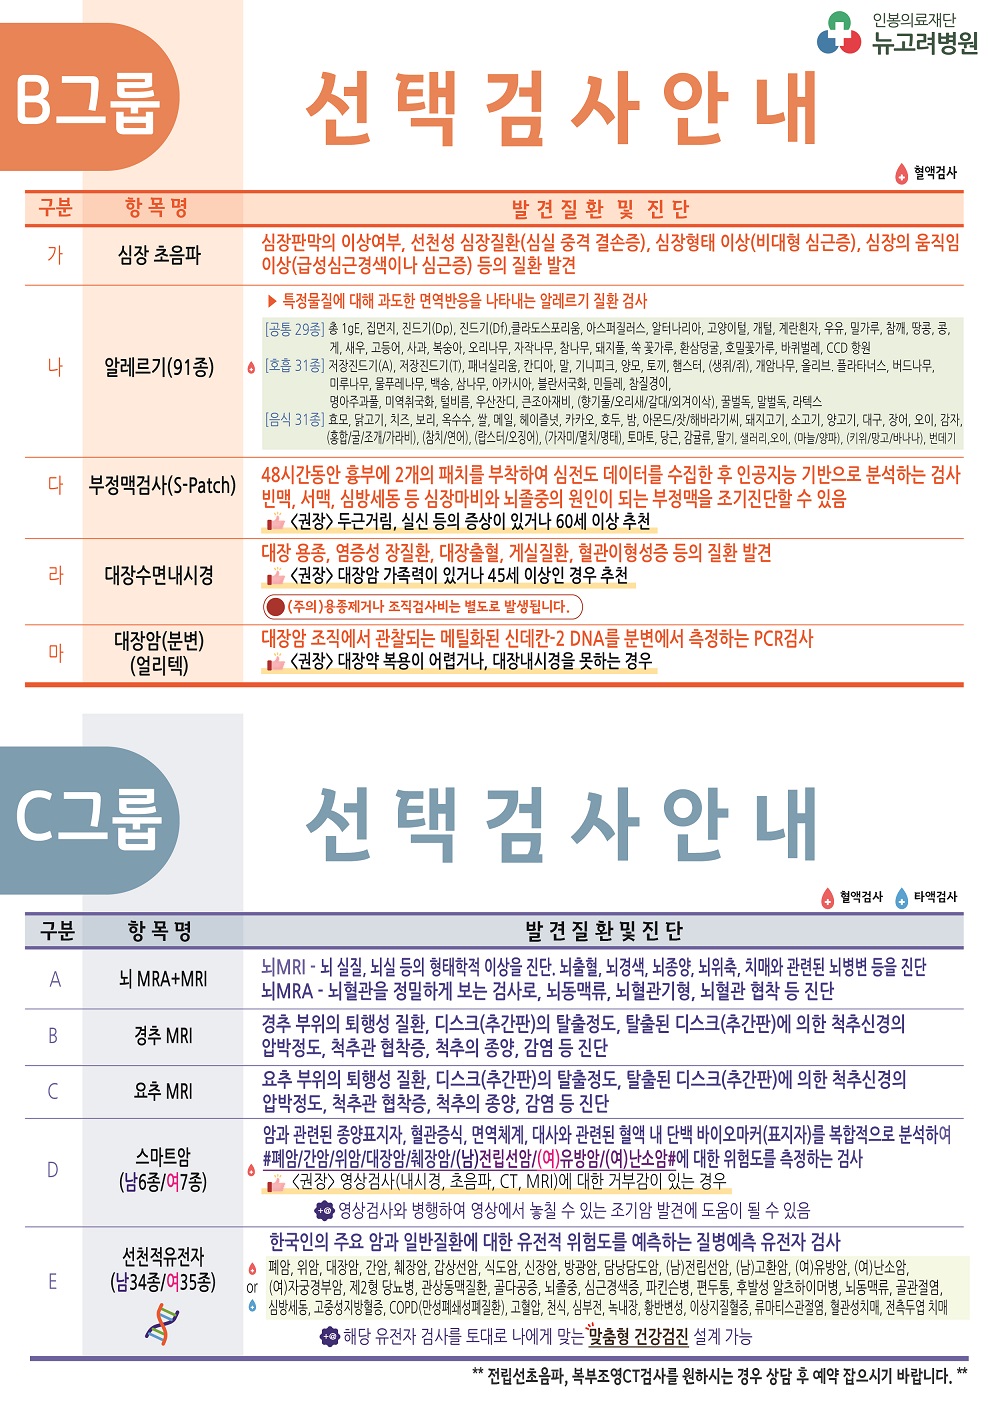 인봉의료재단
뉴고려병원
B그룹
선택검사안내
혈액검사
구분 항목명 발견질환 및 진단
가 심장 초음파
심장판막의 이상여부, 선천성 심장질환(심실 중격 결손증), 심장형태 이상(비대형 심근증), 심장의 움직임
이상(급성심근경색이나 심근증) 등의 질환 발견
나 알레르기(91종)
▶ 특정물질에 대해 과도한 면역반응을 나타내는 알레르기 질환 검사
[공통 29종] 총 1gE, 집먼지, 진드기(Dp), 진드기(Df),클라도스포리움, 아스퍼질러스, 알터나리아, 고양이털, 개털, 계란흰자, 우유, 밀가루, 참깨, 땅콩, 콩,
게, 새우, 고등어, 사과, 복숭아, 오리나무, 자작나무, 참나무, 돼지풀, 쑥 꽃가루, 환삼덩굴, 호밀꽃가루, 바퀴벌레, CCD 항원
[호흡 31종] 저장진드기(A), 저장진드기(T), 페니실리움, 칸디아, 말, 기니피크, 양모, 토끼, 햄스터, (생쥐/쥐), 개암나무, 올리브, 플라타너스, 버드나무,
미루나무, 물푸레나무, 백송, 삼나무, 아카시아, 블란서국화, 민들레, 참질경이,
명아주과풀, 미역취국화, 털비름, 우산잔디, 큰조아재비, (향기풀/오리새/갈대/외겨이삭), 꿀벌독, 말벌독, 라텍스
[음식 31종] 효모, 닭고기, 치즈, 보리, 옥수수, 쌀, 메일, 헤이즐넛, 카카오, 호두, 밤, 아몬드/잣/해바라기씨, 돼지고기, 소고기, 양고기, 대구, 장어, 오이, 감자,
(홍합/굴/조개/가라비), (참치/연어), (랍스터/오징어), (가자미/멸치/명태), 토마토, 당근, 감귤류, 딸기, 샐러리,오이, (마늘/양파), (키위/망고/바나나), 번데기
다 부정맥검사(S-Patch)
48시간동안 흉부에 2개의 패치를 부착하여 심전도 데이터를 수집한 후 인공지능 기반으로 분석하는 검사
빈맥, 서맥, 심방세동 등 심장마비와 뇌졸중의 원인이 되는 부정맥을 조기진단할 수 있음
<권장> 두근거림, 실신 등의 증상이 있거나 60세 이상 추천
라 대장수면내시경
대장 용종, 염증성 장질환, 대장출혈, 게실질환, 혈관이형성증 등의 질환 발견
<권장> 대장암 가족력이 있거나 45세 이상인 경우 추천
(주의)용종제거나 조직검사비는 별도로 발생됩니다.
마 대장암(분변)
(얼리텍)
대장암 조직에서 관찰되는 메틸화된 신데칸-2 DNA를 분변에서 측정하는 PCR검사
<권장> 대장약 복용이 어렵거나, 대장내시경을 못하는 경우
C그룹
선택검사안내
혈액검사 타액검사
구분 항목명 발견질환및진단
A 뇌 MRA+MRI
뇌MRI - 뇌 실질, 뇌실 등의 형태학적 이상을 진단. 뇌출혈, 뇌경색, 뇌종양, 뇌위축, 치매와 관련된 뇌병변 등을 진단
뇌MRA - 뇌혈관을 정밀하게 보는 검사로, 뇌동맥류, 뇌혈관기형, 뇌혈관 협착 등 진단
B 경추 MRI
경추 부위의 퇴행성 질환, 디스크(추간판)의 탈출정도, 탈출된 디스크(추간판)에 의한 척추신경의
압박정도, 척추관 협착증, 척추의 종양, 감염 등 진단
C 요추 MRI
요추 부위의 퇴행성 질환, 디스크(추간판)의 탈출정도, 탈출된 디스크(추간판)에 의한 척추신경의
압박정도, 척추관 협착증, 척추의 종양, 감염 등 진단
D 스마트암
(남6종/여7종)
암과 관련된 종양표지자, 혈관증식, 면역체계, 대사와 관련된 혈액 내 단백 바이오마커(표지자)를 복합적으로 분석하여
#폐암/간암/위암/대장암/췌장암/(남)전립선암/(여)유방암/(여)난소암#에 대한 위험도를 측정하는 검사
<권장> 영상검사(내시경, 초음파, CT, MRI)에 대한 거부감이 있는 경우
+@ 영상검사와 병행하여 영상에서 놓칠 수 있는 조기암 발견에 도움이 될 수 있음
E 선천적유전자
(남34종/여35종)
한국인의 주요 암과 일반질환에 대한 유전적 위험도를 예측하는 질병예측 유전자 검사
or
폐암, 위암, 대장암, 간암, 췌장암, 갑상선암, 식도암, 신장암, 방광암, 담낭담도암, (남)전립선암, (남)고환암, (여)유방암, (여)난소암,
(여)자궁경부암, 제2형 당뇨병, 관상동맥질환, 골다공증, 뇌졸중, 심근경색증, 파킨슨병, 편두통, 후발성 알츠하이머병, 뇌동맥류, 골관절염,
심방세동, 고중성지방혈증, COPD(만성폐쇄성폐질환), 고혈압, 천식, 심부전, 녹내장, 황반변성, 이상지질혈증, 류마티스관절염, 혈관성치매, 전측두엽 치매
+@ 해당 유전자 검사를 토대로 나에게 맞는 맞춤형 건강검진 설계 가능
** 전립선초음파, 복부조영CT검사를 원하시는 경우 상담 후 예약 잡으시기 바랍니다. **